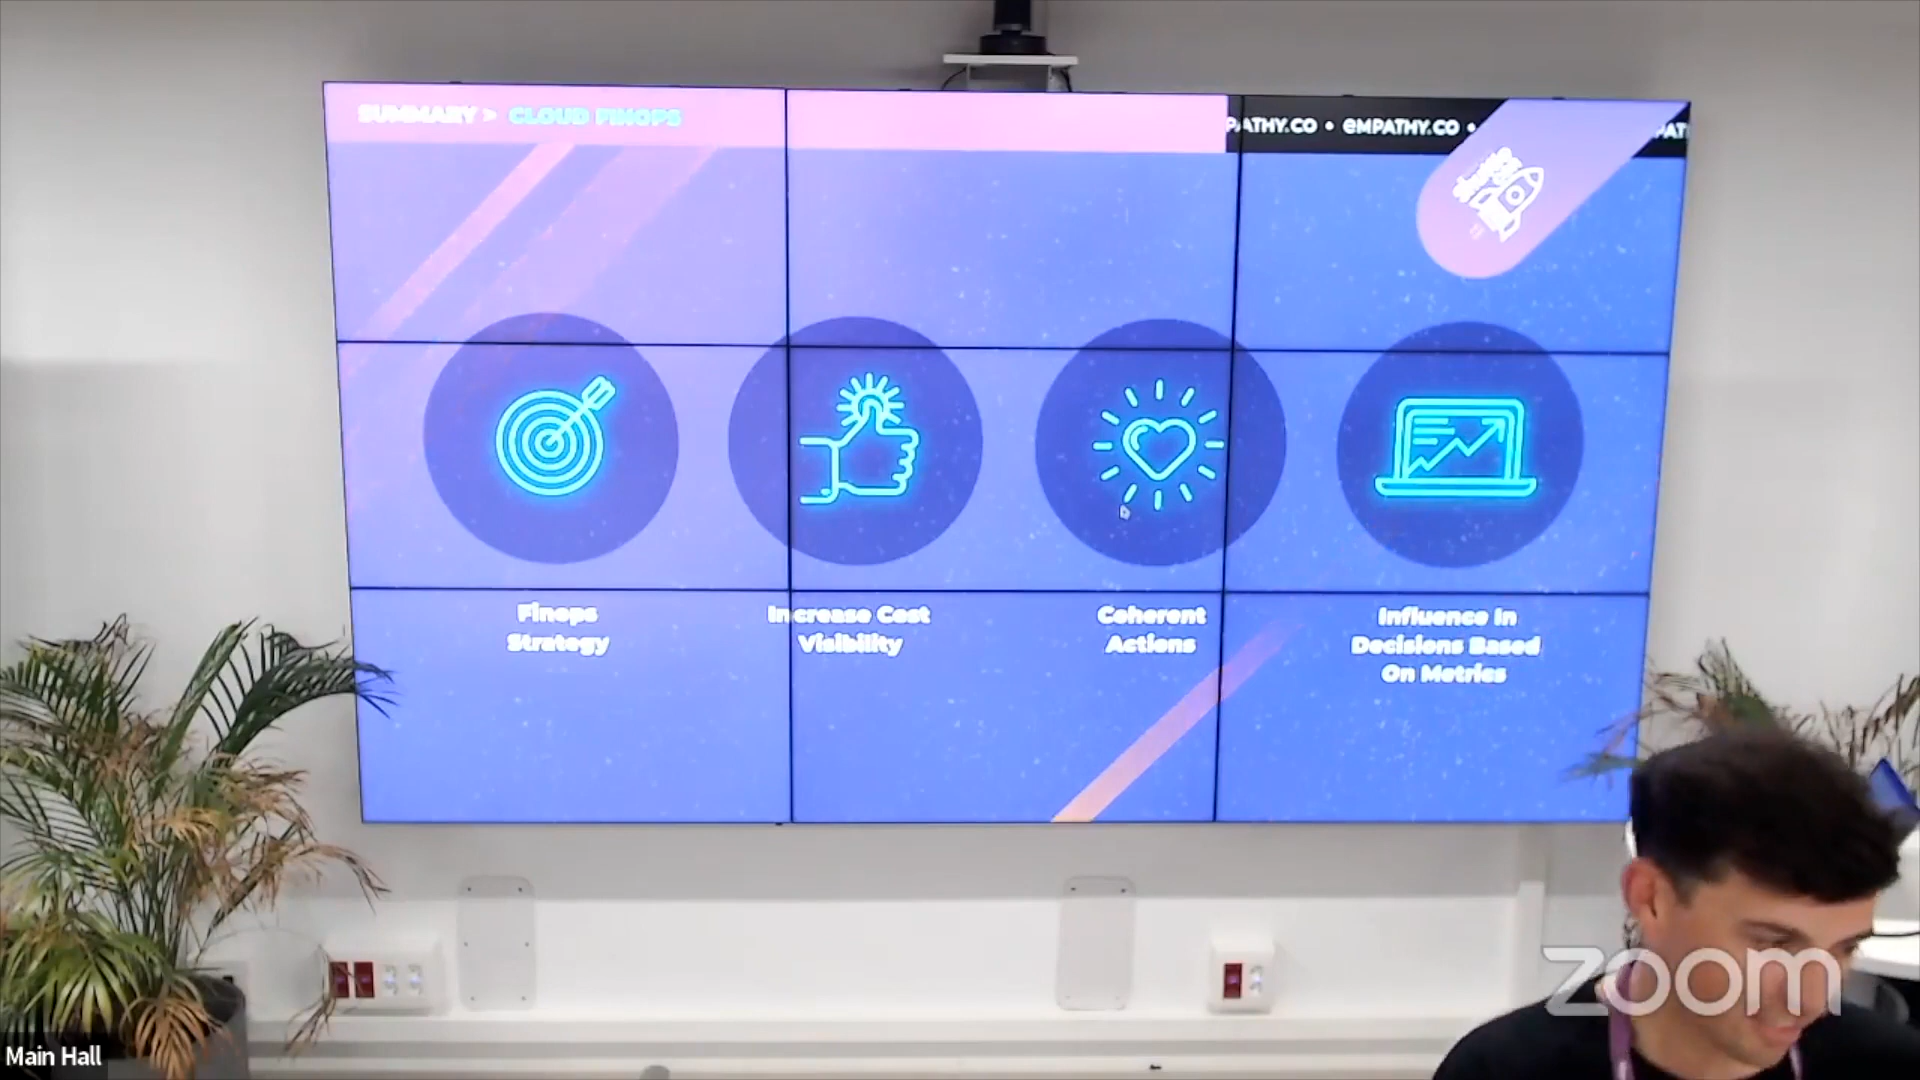 SUMMARY > CLOUD FINOPS
PATHY.CO • eMPATHY.CO •
PAT
Finops
Strategy
Increase Cost
Visibility
Coherent
Actions
Influence In
Decisions Based
On Metrics
zoom
Main Hall